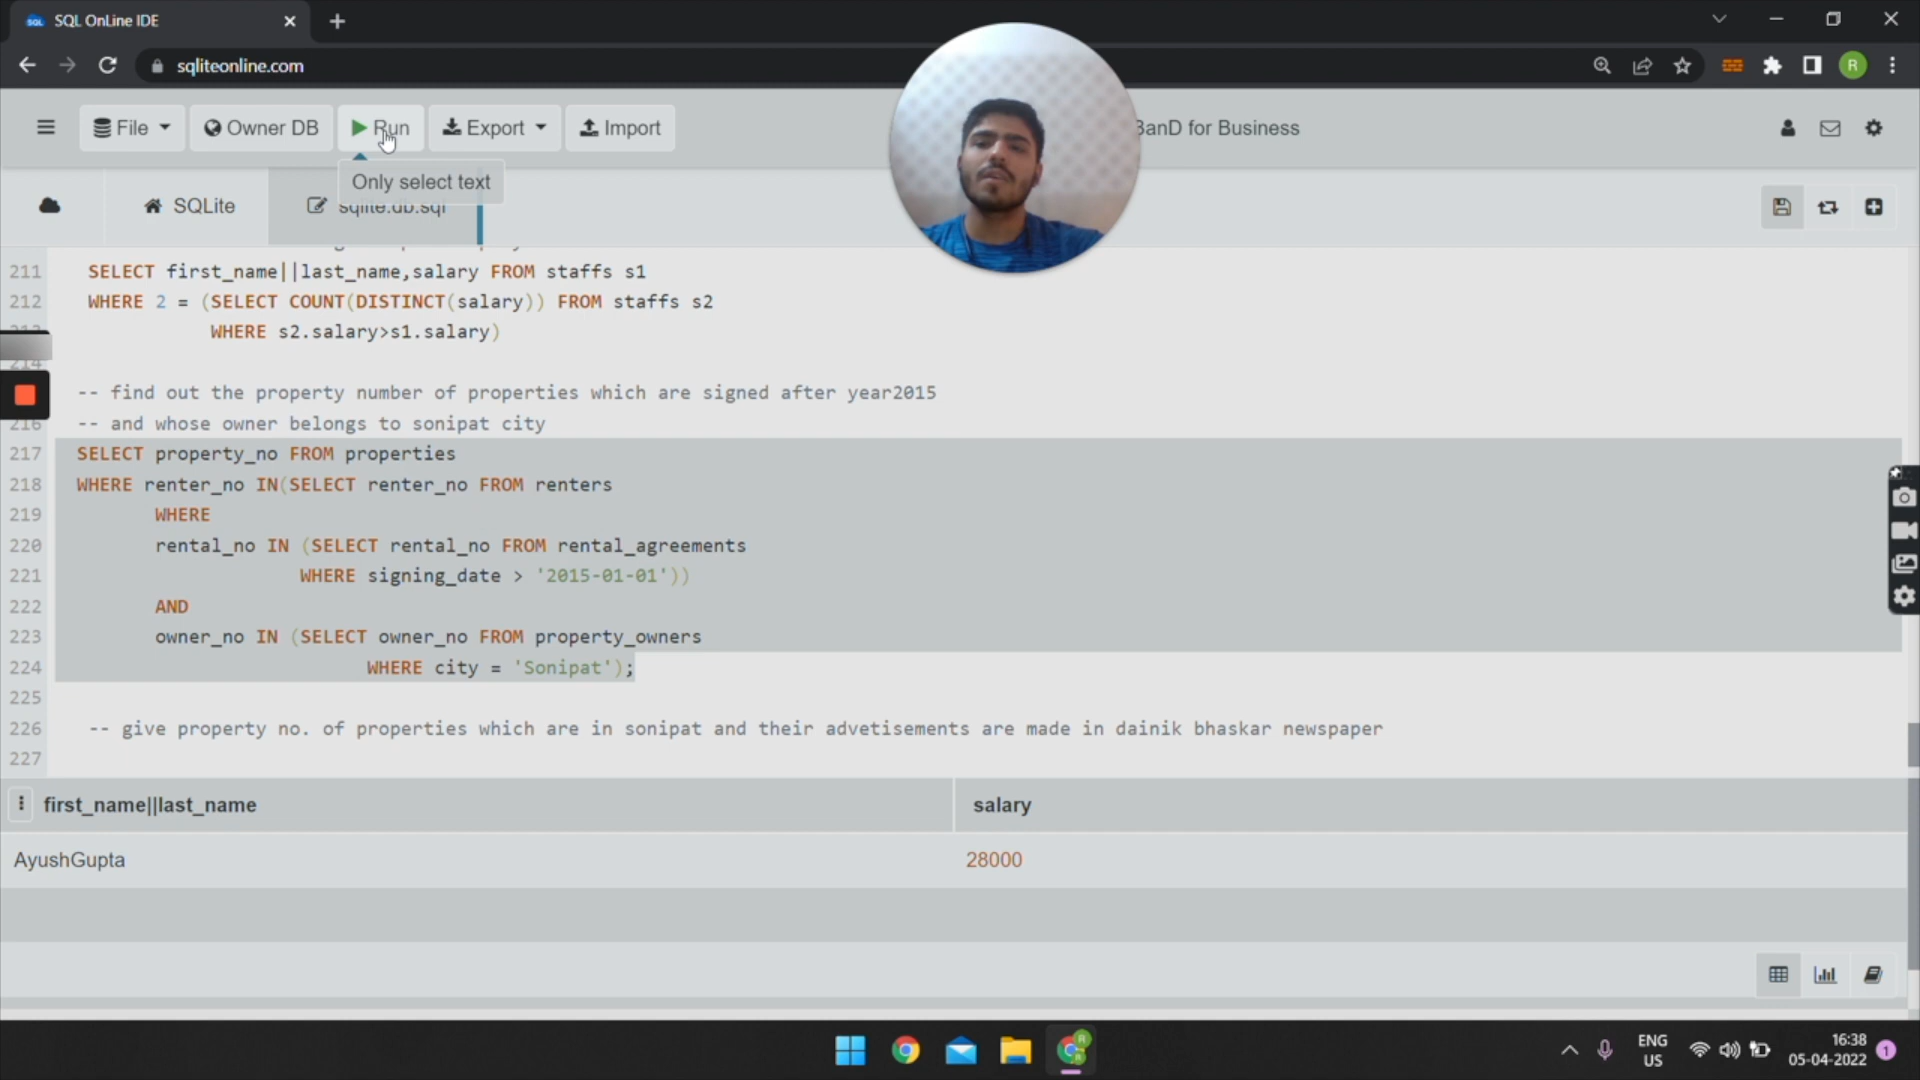 SQL OnLine IDE
sqliteonline.com
R
File
Owner DB
Run
Export
Import
BanD for Business
Only select text
SQLite
sqlite.db.sql
211 SELECT first_name||last_name,salary FROM staffs s1
212 WHERE 2 = (SELECT COUNT(DISTINCT(salary)) FROM staffs s2
213 WHERE s2.salary>s1.salary)
214
-- find out the property number of properties which are signed after year2015
216 -- and whose owner belongs to sonipat city
217 SELECT property_no FROM properties
218 WHERE renter_no IN(SELECT renter_no FROM renters
219 WHERE
220 rental_no IN (SELECT rental_no FROM rental_agreements
221 WHERE signing_date > '2015-01-01'))
222 AND
223 owner_no IN (SELECT owner_no FROM property_owners
224 WHERE city = 'Sonipat');
225
226 -- give property no. of properties which are in sonipat and their advetisements are made in dainik bhaskar newspaper
227
first_name||last_name salary
AyushGupta 28000
ENG
US
16:38
05-04-2022
1